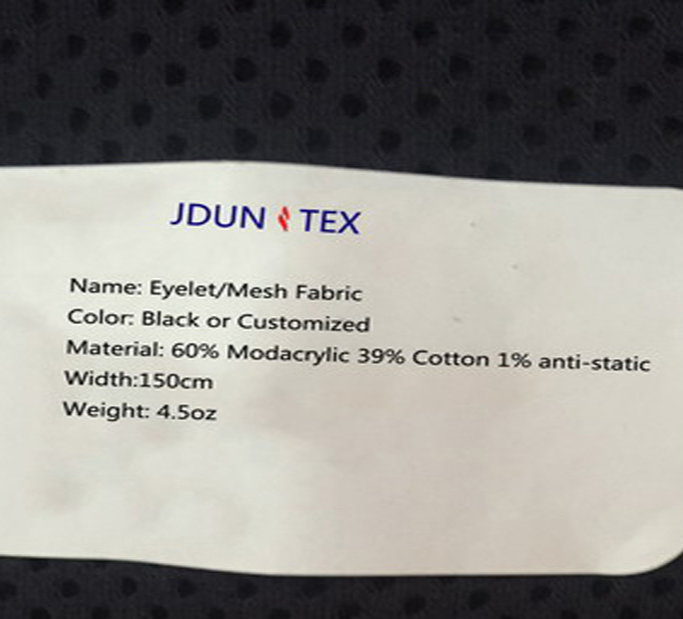 JDUN TEX
Name: Eyelet/Mesh Fabric
Color: Black or Customized
Material: 60% Modacrylic 39% Cotton 1% anti-static
Width:150cm
Weight: 4.5oz